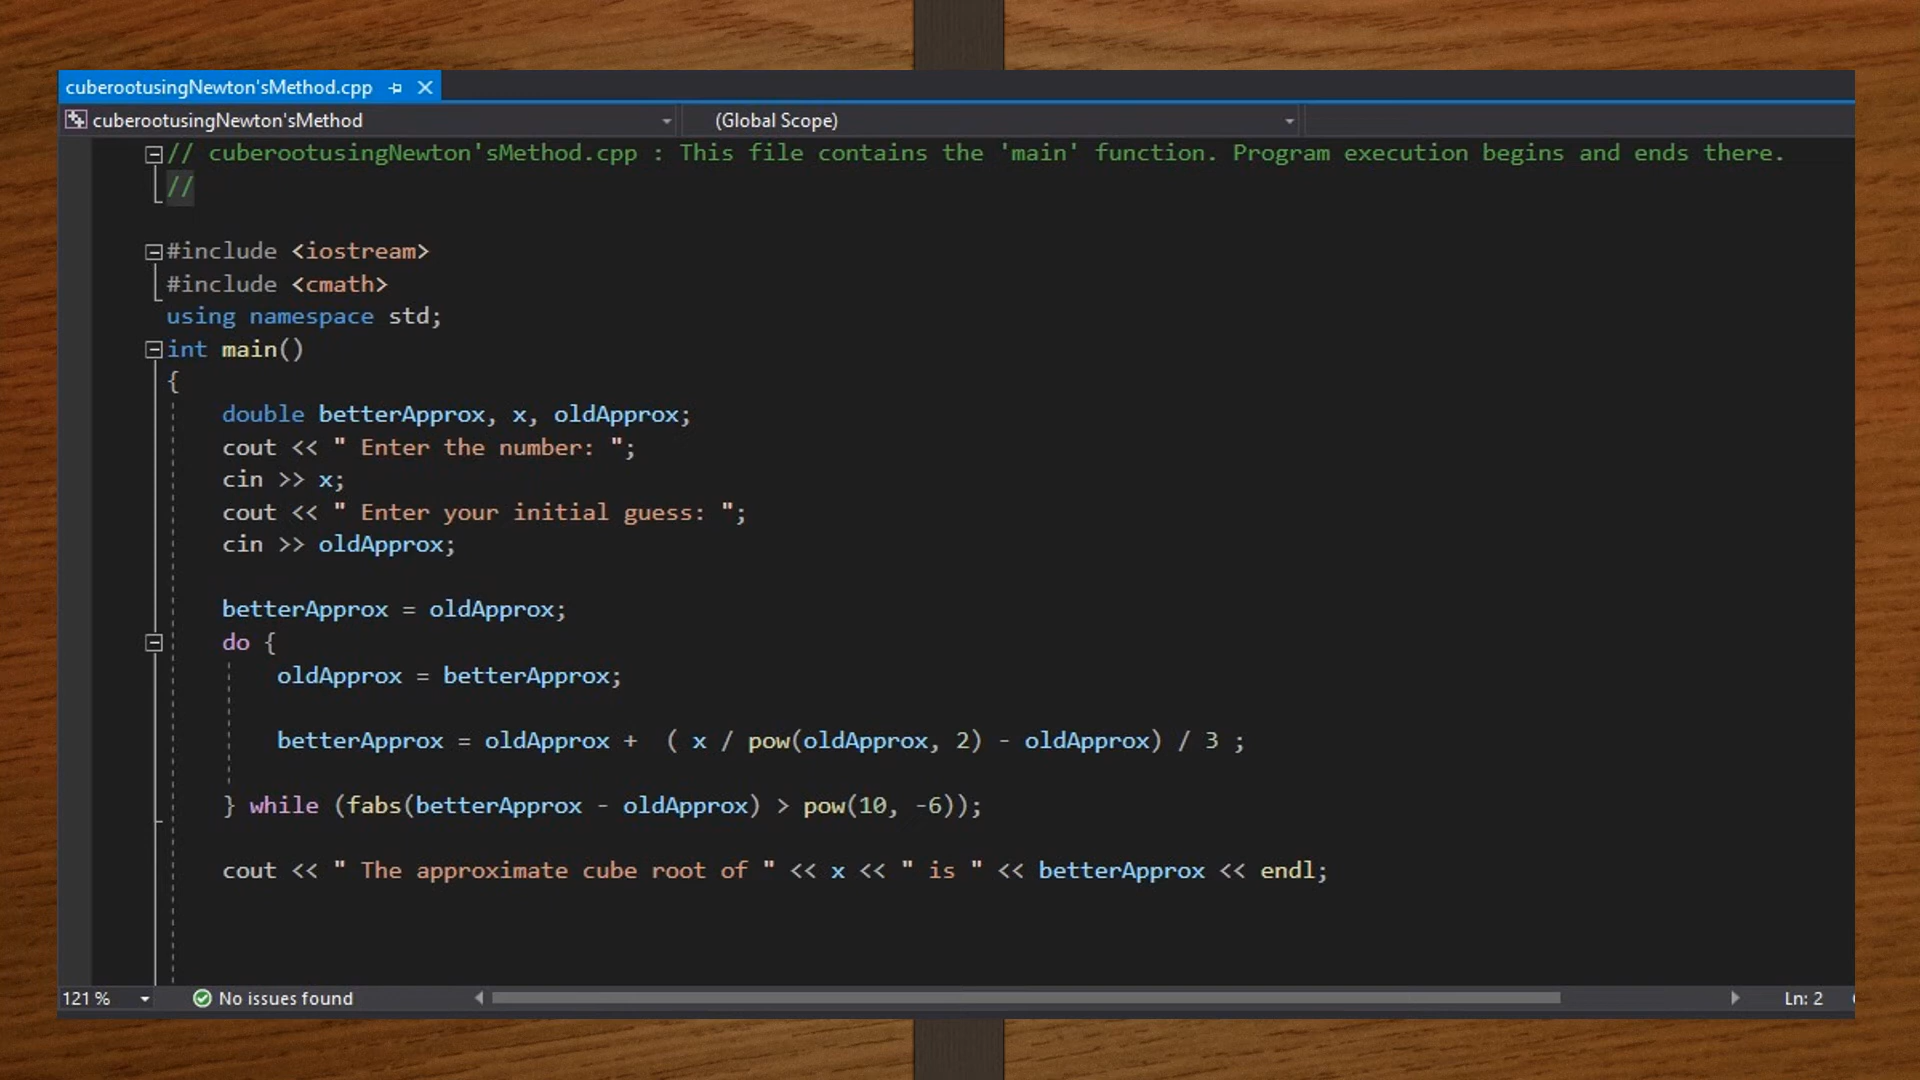 cuberootusingNewton'sMethod.cpp
cuberootusingNewton'sMethod (Global Scope)
// cuberootusingNewton'sMethod.cpp : This file contains the 'main' function. Program execution begins and ends there.
//
#include <iostream>
#include <cmath>
using namespace std;
int main()
{
double betterApprox, x, oldApprox;
cout << " Enter the number: ";
cin >> x;
cout << " Enter your initial guess: ";
cin >> oldApprox;
betterApprox = oldApprox;
do {
oldApprox = betterApprox;
betterApprox = oldApprox + ( x / pow(oldApprox, 2) - oldApprox) / 3 ;
} while (fabs(betterApprox - oldApprox) > pow(10, -6));
cout << " The approximate cube root of " << x << " is " << betterApprox << endl;
121 % No issues found Ln: 2